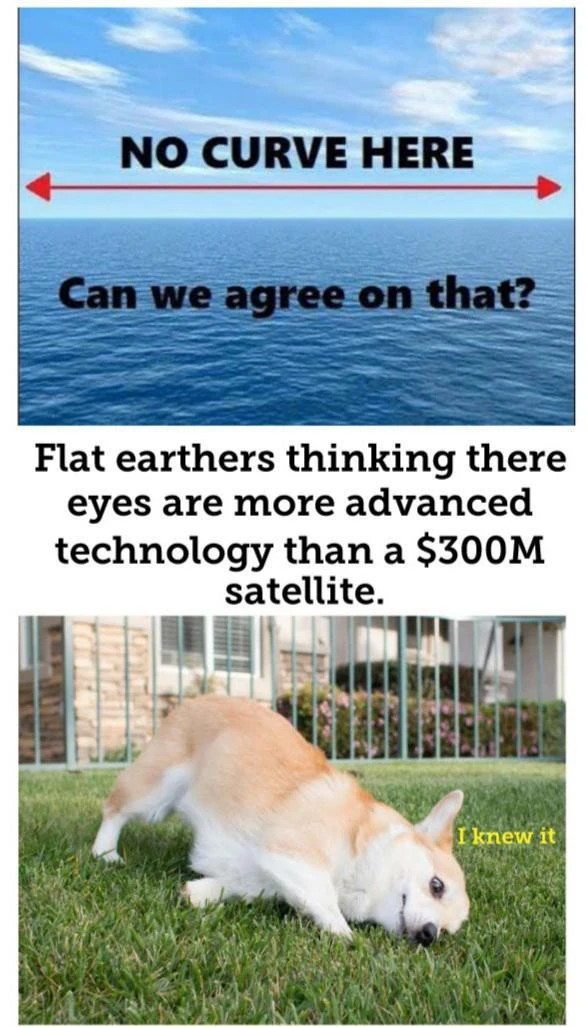 NO CURVE HERE
Can we agree on that?
Flat earthers thinking there
eyes are more advanced
technology than a $300M
satellite.
I knew it